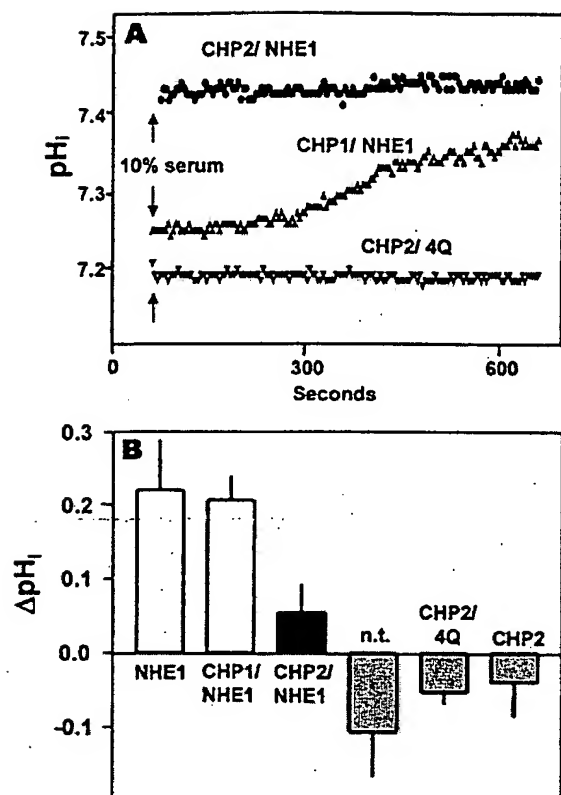 A
7.5
7.4
7.3
7.2
pHi
CHP2/ NHE1
10% serum
CHP1/NHE1
CHP2/ 4Q
0
300
600
Seconds
B
0.3
0.2
0.1
0.0
-0.1
ΔpHi
NHE1
CHP1/
NHE1
CHP2/
NHE1
n.t.
CHP2/
4Q
CHP2